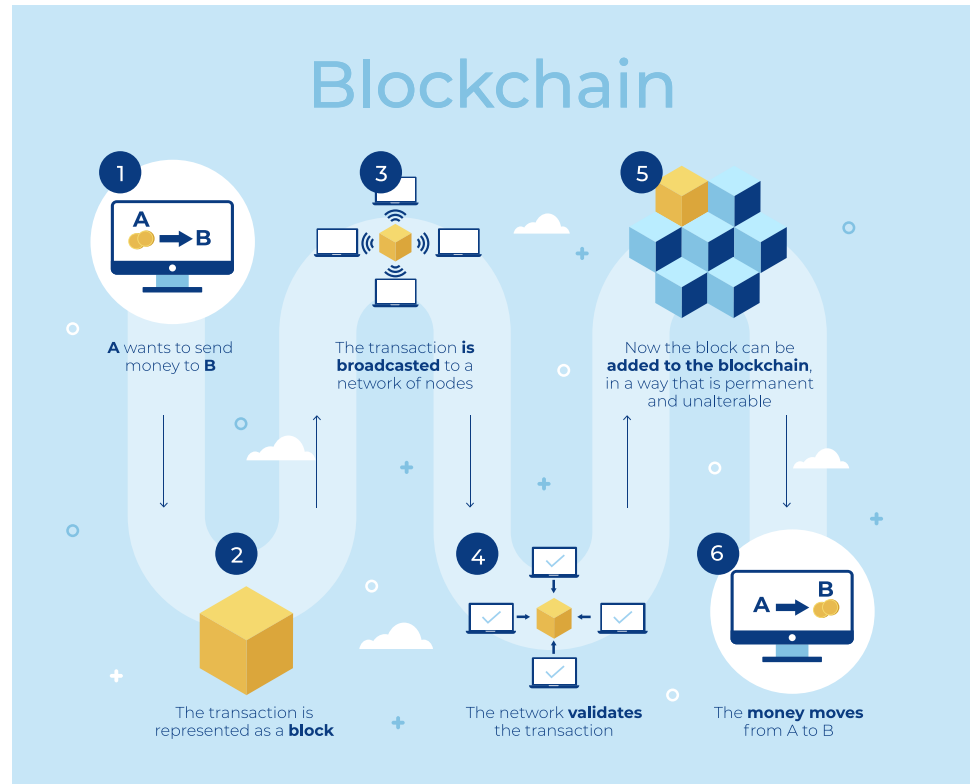 Blockchain
1
A
B
A wants to send
money to B
2
The transaction is
represented as a block
3
The transaction is
broadcasted to a
network of nodes
4
The network validates
the transaction
5
Now the block can be
added to the blockchain,
in a way that is permanent
and unalterable
6
A
B
The money moves
from A to B